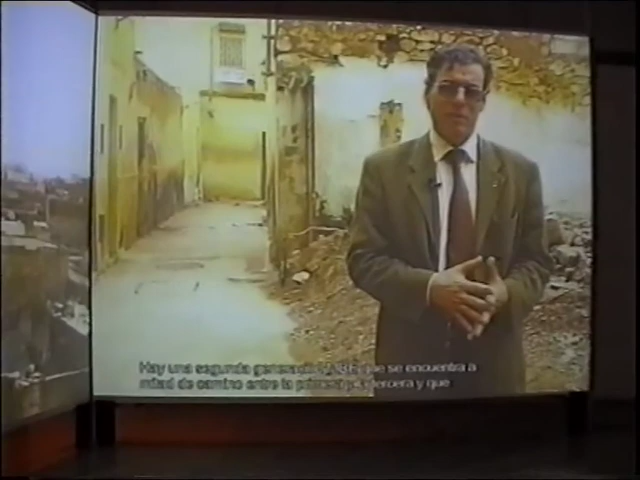 Hay una segunda que se encuentra a
mitad de camino entre la primera y tercera y que